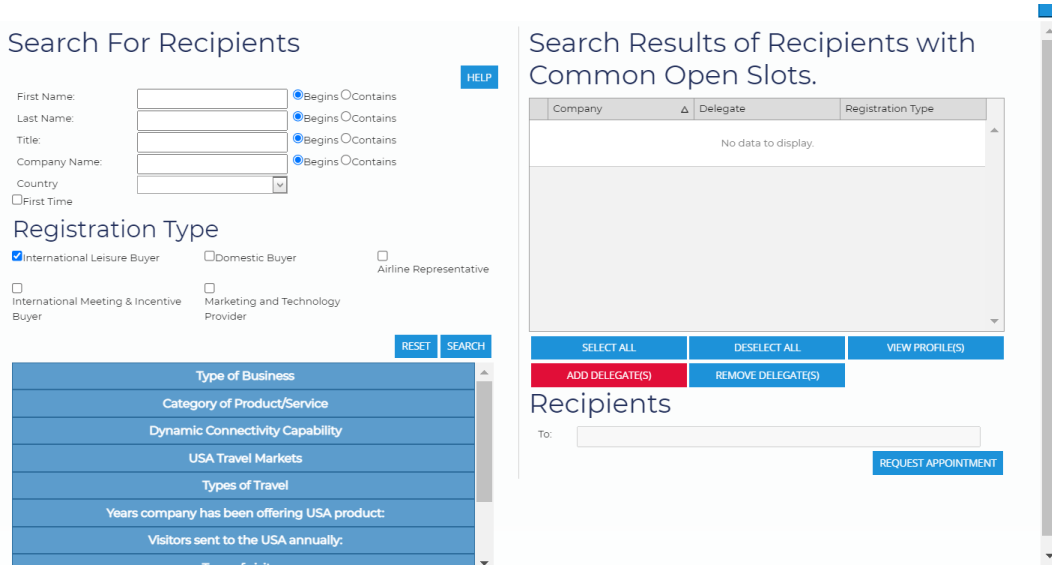 Search For Recipients
HELP
First Name:
Begins Contains
Last Name:
Begins Contains
Title:
Begins Contains
Company Name:
Begins Contains
Country
First Time
Registration Type
International Leisure Buyer
Domestic Buyer
Airline Representative
International Meeting & Incentive
Buyer
Marketing and Technology
Provider
RESET
SEARCH
Type of Business
Category of Product/Service
Dynamic Connectivity Capability
USA Travel Markets
Types of Travel
Years company has been offering USA product:
Visitors sent to the USA annually:
Search Results of Recipients with
Common Open Slots.
Company
Delegate
Registration Type
No data to display.
SELECT ALL
DESELECT ALL
VIEW PROFILE(S)
ADD DELEGATE(S)
REMOVE DELEGATE(S)
Recipients
To:
REQUEST APPOINTMENT